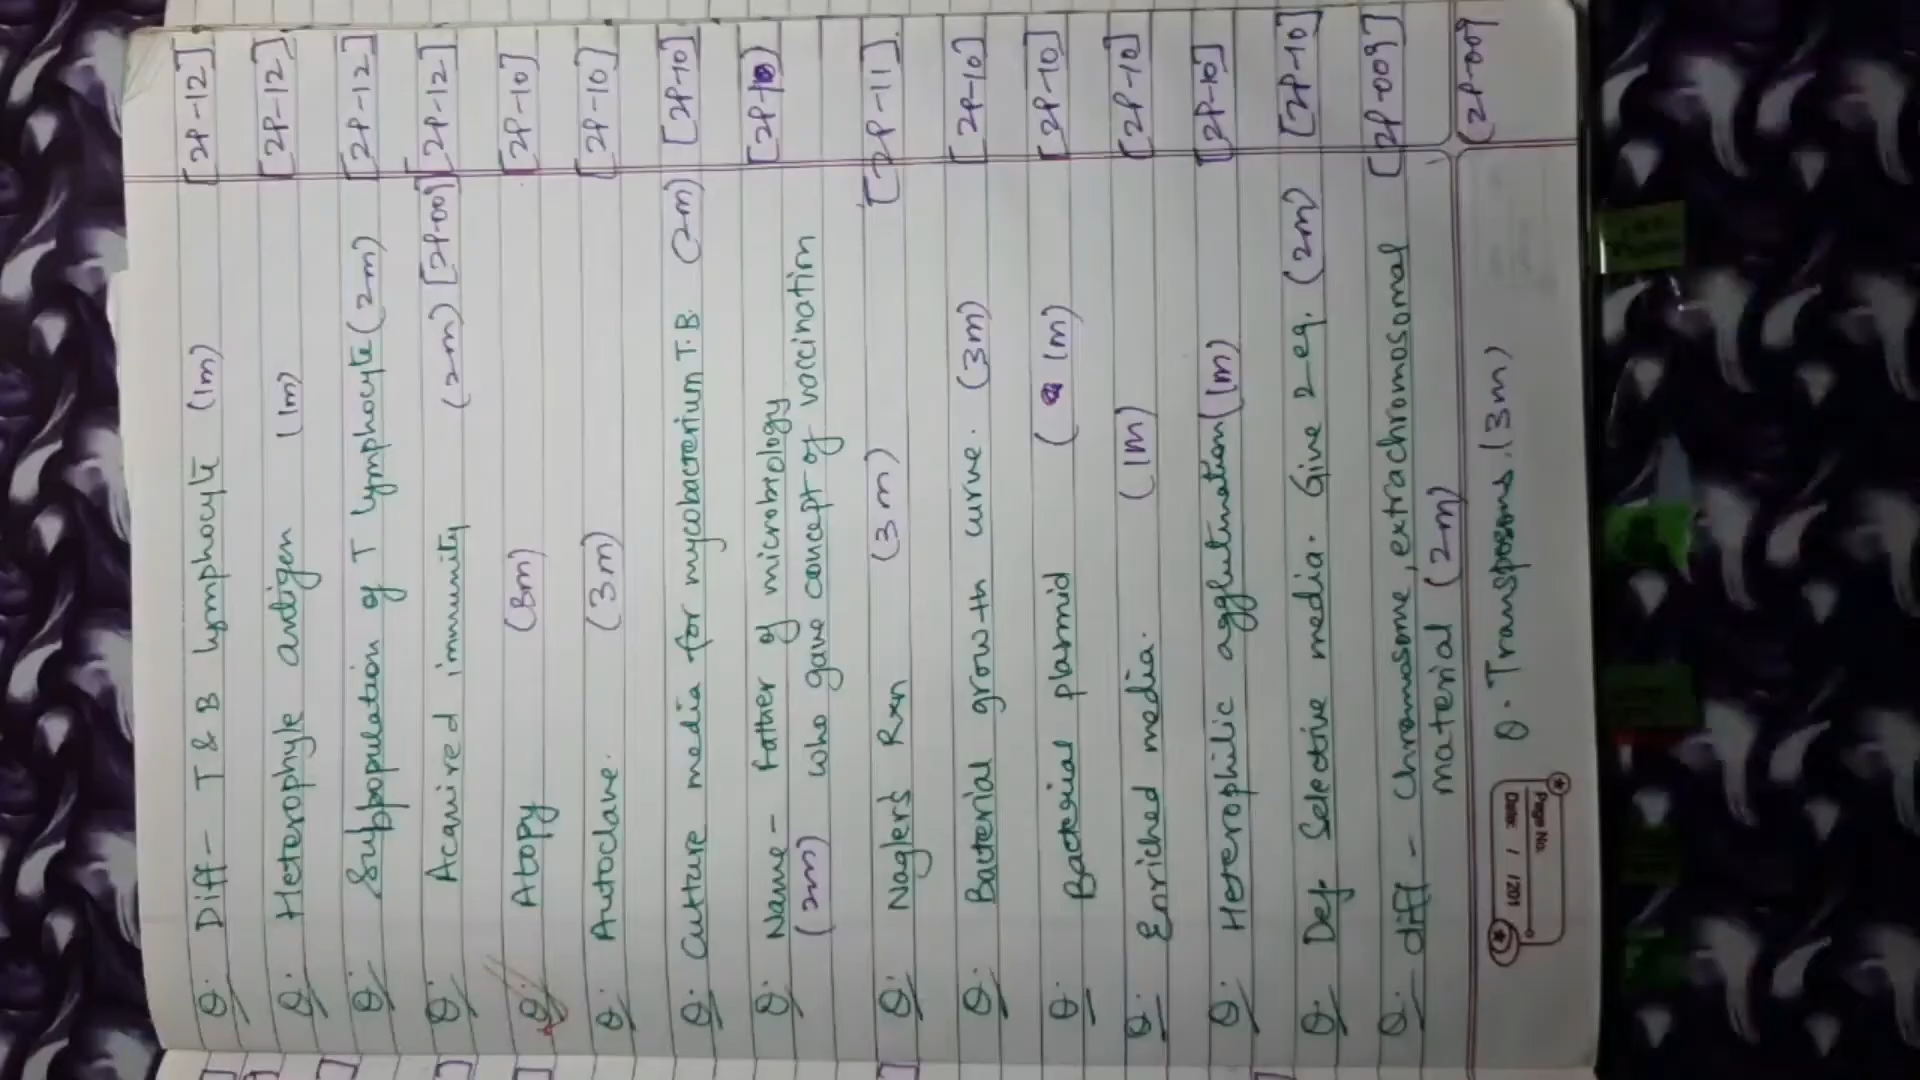 Q. Diff - T & B lymphocyte (1m) [2P-12]
Q. Heterophyle antigen (1m) [2P-12]
Q. Subpopulation of T lymphocyte (2m) [2P-12]
Q. Acquired immunity (2m) [2P-00] [2P-12]
Q. Atopy (3m) [2P-10]
Q. Autoclave. (3m) [2P-10]
Q. Culture media for mycobacterium T.B. (2m) [2P-10]
Q. Name - Father of microbiology [2P-10]
(2m) who gave concept of vaccination
Q. Nagler's Rxn (3m) [2P-11]
Q. Bacterial growth curve. (3m) [2P-10]
Q. Bacterial plasmid (1m) [2P-10]
Q. Enriched media. (1M) [2P-10]
Q. Heterophilic agglutination (1m) [2P-10]
Q. Def. Selective media. Give 2 eg. (2m) [2P-10]
Q. diff - Chromosome, extrachromosomal [2P-009]
material (2m)
Q. Transposons. (3m) (2P-009
Page No.
Date: / /201